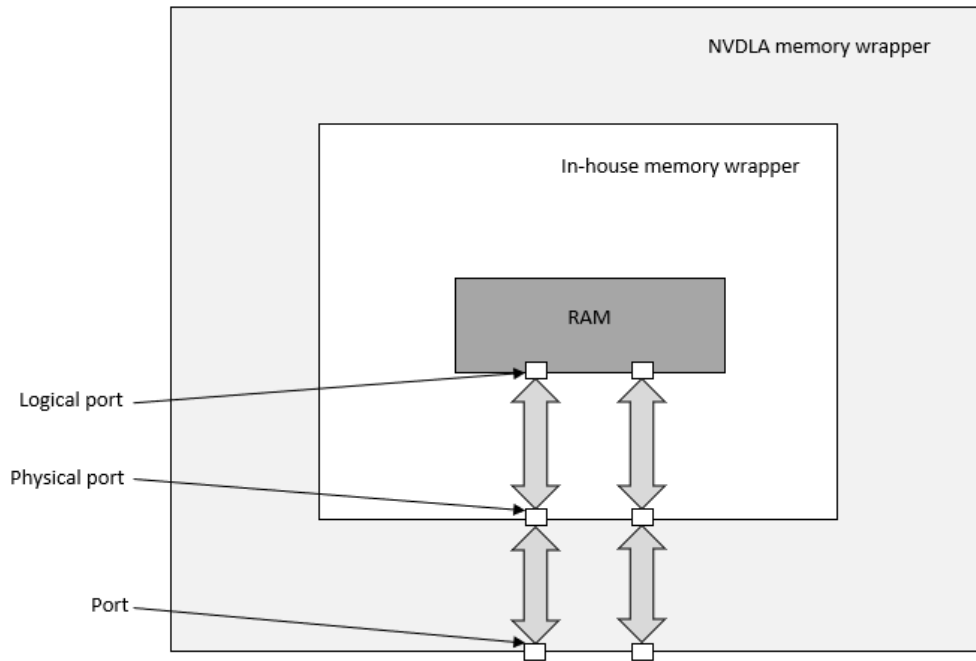 NVDLA memory wrapper
In-house memory wrapper
RAM
Logical port
Physical port
Port